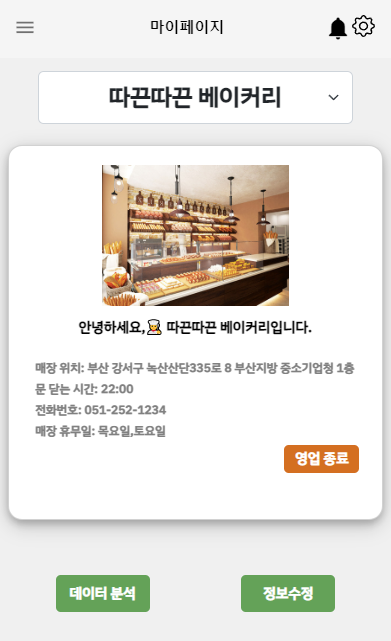 마이페이지
따끈따끈 베이커리
안녕하세요, 따끈따끈 베이커리입니다.
매장 위치: 부산 강서구 녹산산단335로 8 부산지방 중소기업청 1층
문 닫는 시간: 22:00
전화번호: 051-252-1234
매장 휴무일: 목요일,토요일
영업 종료
데이터 분석
정보수정